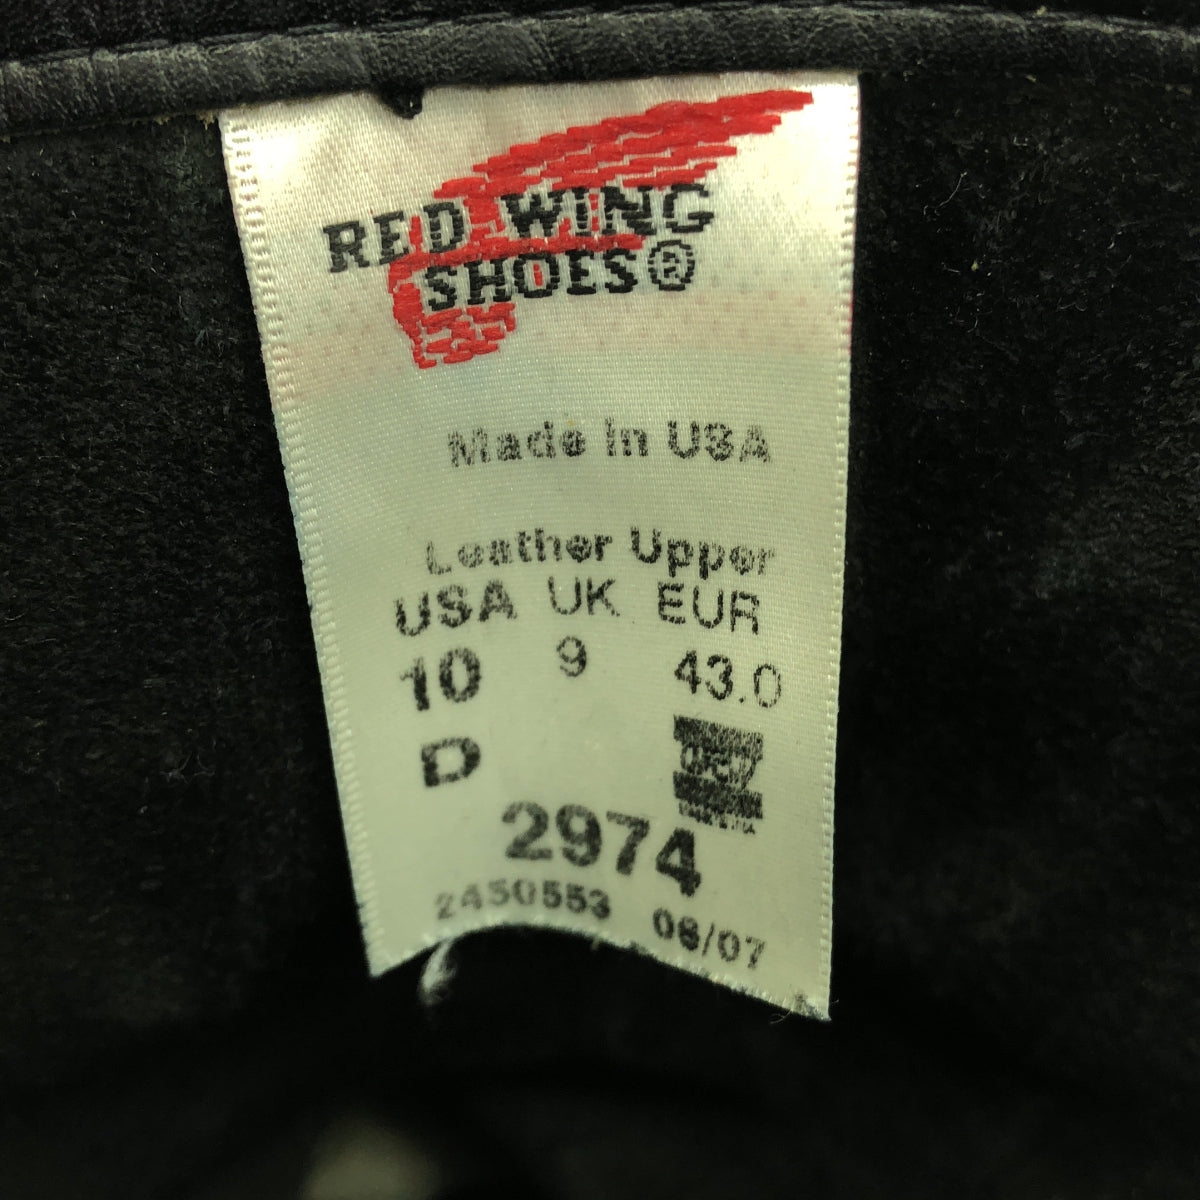 RED WING
SHOES®
Made in USA
Leather Upper
USA UK EUR
10 9 43.0
D
2974
2450553 08/07